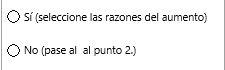 Sí (seleccione las razones del aumento)
No (pase al  al punto 2.)